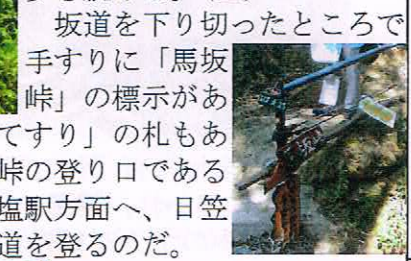 坂道を下り切ったところで
手すりに「馬坂
峠」の標示があ
てすり」の札もあ
峠の登り口である
塩駅方面へ、日笠
道を登るのだ。